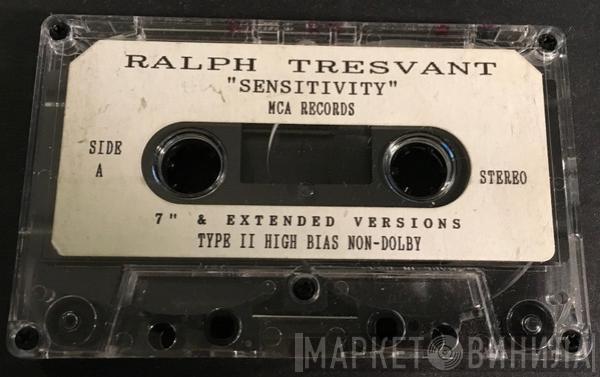 RALPH TRESVANT
"SENSITIVITY"
MCA RECORDS
SIDE
A
STEREO
7" & EXTENDED VERSIONS
TYPE II HIGH BIAS NON-DOLBY
МАРКЕТ ВИНИЛА